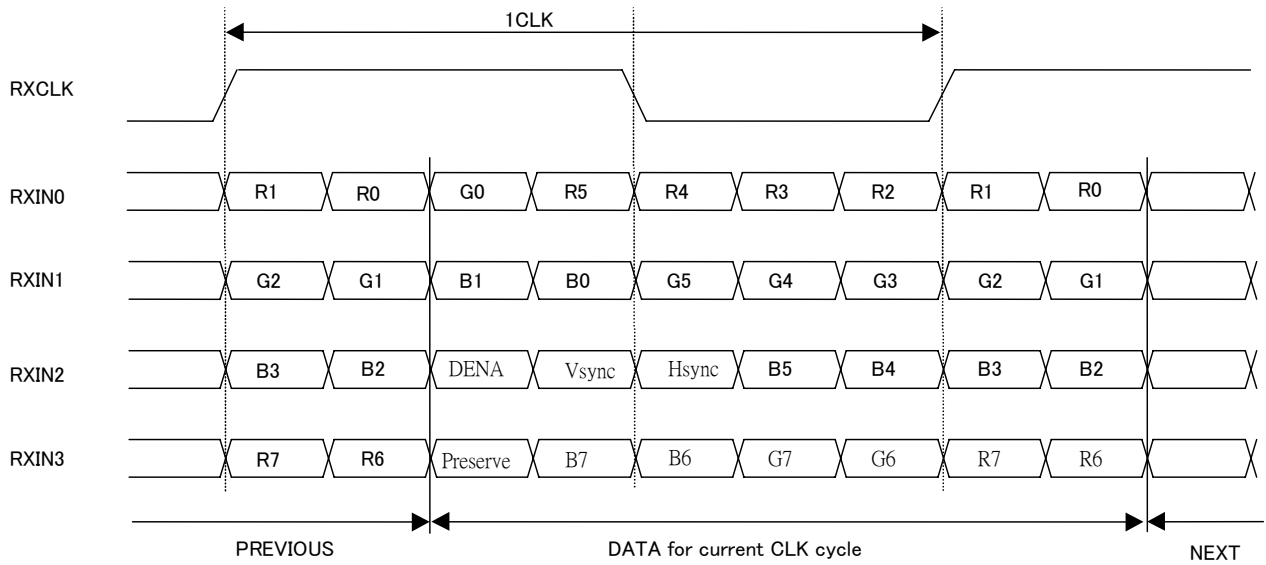 1CLK
RXCLK
RXIN0 R1 R0 G0 R5 R4 R3 R2 R1 R0
RXIN1 G2 G1 B1 B0 G5 G4 G3 G2 G1
RXIN2 B3 B2 DENA Vsync Hsync B5 B4 B3 B2
RXIN3 R7 R6 Preserve B7 B6 G7 G6 R7 R6
PREVIOUS DATA for current CLK cycle NEXT